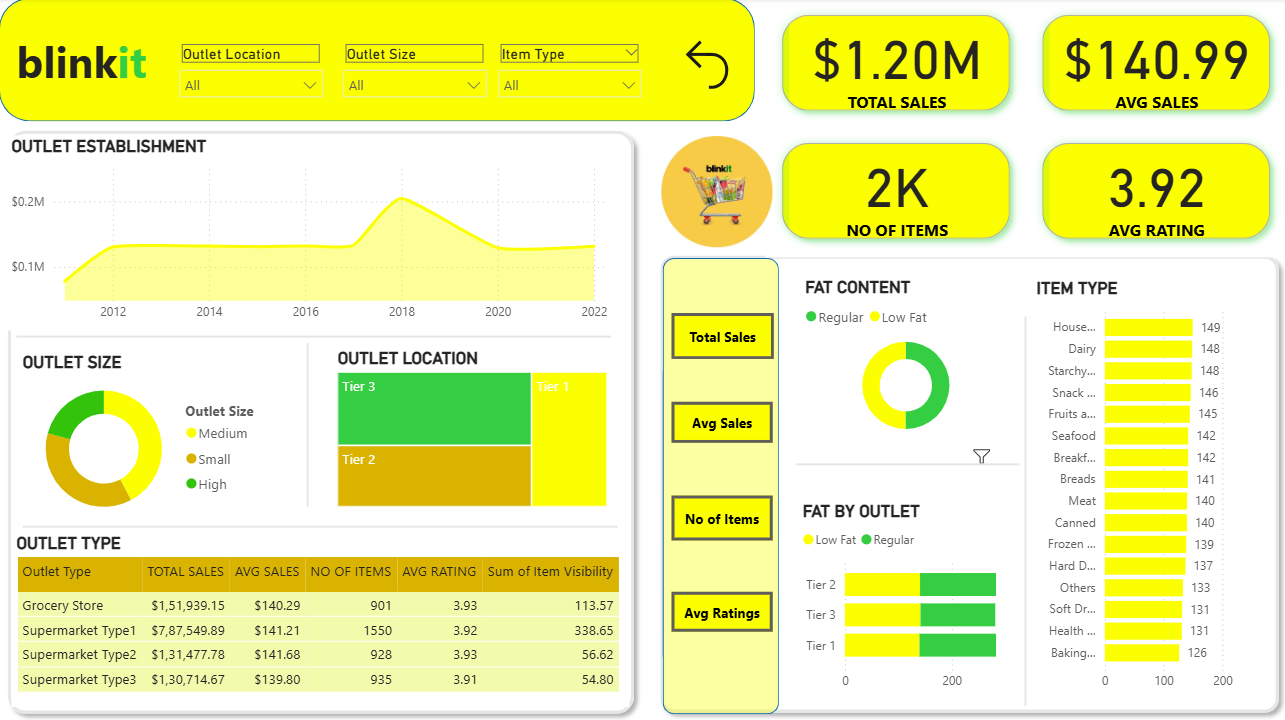 blinkit
Outlet Location
All
Outlet Size
All
Item Type
All
$1.20M
TOTAL SALES
$140.99
AVG SALES
blinkit
2K
NO OF ITEMS
3.92
AVG RATING
OUTLET ESTABLISHMENT
$0.2M
$0.1M
2012 2014 2016 2018 2020 2022
OUTLET SIZE
Outlet Size
Medium
Small
High
OUTLET LOCATION
Tier 3
Tier 1
Tier 2
OUTLET TYPE
Outlet Type TOTAL SALES AVG SALES NO OF ITEMS AVG RATING Sum of Item Visibility
Grocery Store $1,51,939.15 $140.29 901 3.93 113.57
Supermarket Type1 $7,87,549.89 $141.21 1550 3.92 338.65
Supermarket Type2 $1,31,477.78 $141.68 928 3.93 56.62
Supermarket Type3 $1,30,714.67 $139.80 935 3.91 54.80
Total Sales
Avg Sales
No of Items
Avg Ratings
FAT CONTENT
Regular Low Fat
FAT BY OUTLET
Low Fat Regular
Tier 2
Tier 3
Tier 1
0 200
ITEM TYPE
House... 149
Dairy 148
Starchy... 148
Snack ... 146
Fruits a... 145
Seafood 142
Breakf... 142
Breads 141
Meat 140
Canned 140
Frozen ... 139
Hard D... 137
Others 133
Soft Dr... 131
Health ... 131
Baking... 126
0 100 200